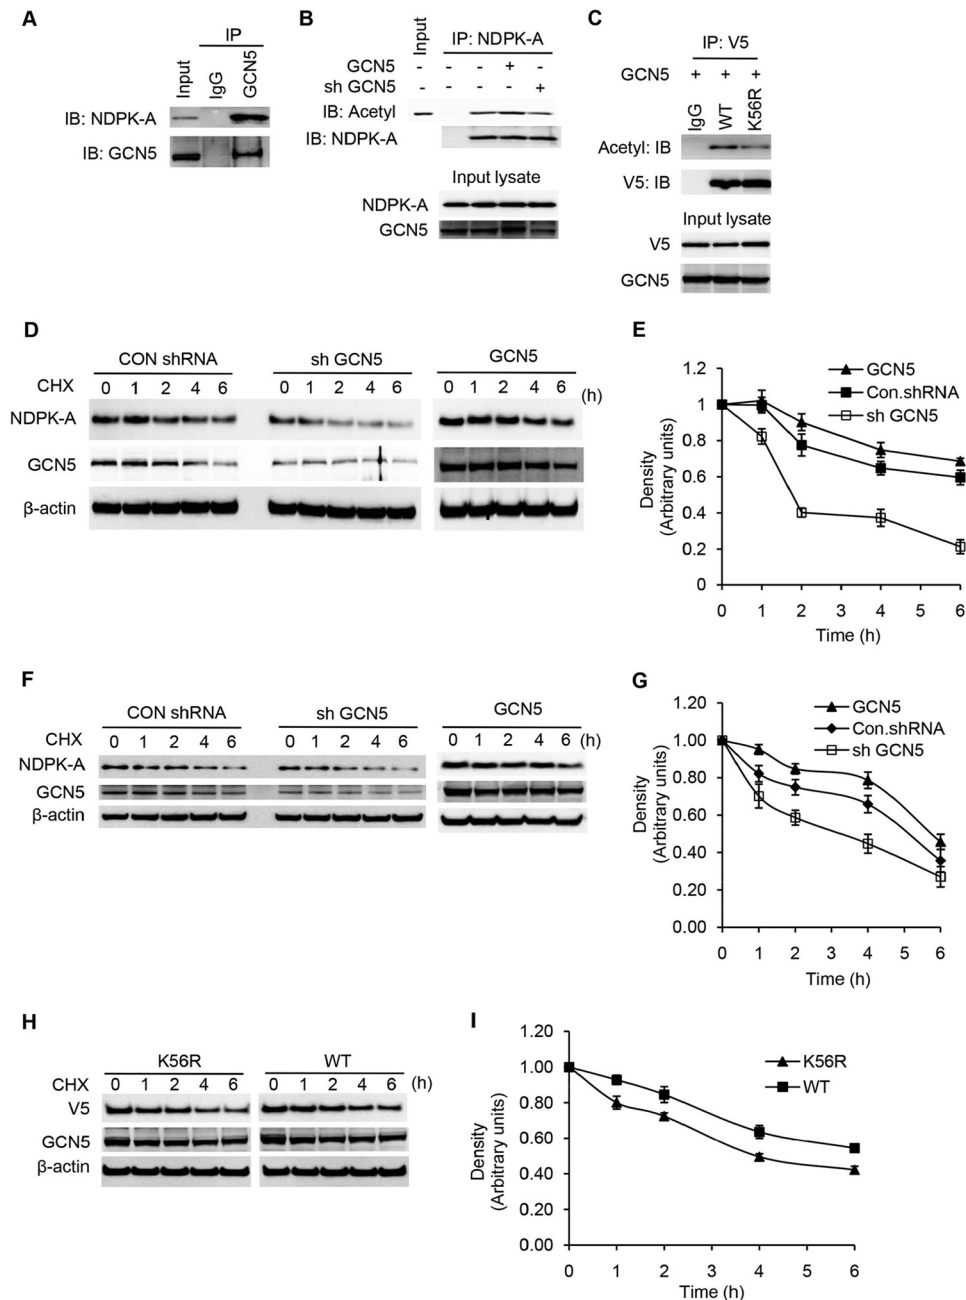 A
IP
Input
IgG
GCN5
IB: NDPK-A
IB: GCN5
B
Input
IP: NDPK-A
GCN5 - - - + -
sh GCN5 - - - - +
IB: Acetyl
IB: NDPK-A
Input lysate
NDPK-A
GCN5
C
IP: V5
GCN5 + + +
IgG
WT
K56R
Acetyl: IB
V5: IB
Input lysate
V5
GCN5
D
CON shRNA sh GCN5 GCN5
CHX 0 1 2 4 6 0 1 2 4 6 0 1 2 4 6 (h)
NDPK-A
GCN5
β-actin
E
GCN5
Con.shRNA
sh GCN5
1.2
1.0
0.8
0.6
0.4
0.2
0
Density
(Arbitrary units)
0 1 2 3 4 5 6
Time (h)
F
CON shRNA sh GCN5 GCN5
CHX 0 1 2 4 6 0 1 2 4 6 0 1 2 4 6 (h)
NDPK-A
GCN5
β-actin
G
GCN5
Con.shRNA
sh GCN5
1.20
1.00
0.80
0.60
0.40
0.20
0.00
Density
(Arbitrary units)
0 1 2 3 4 5 6
Time (h)
H
K56R WT
CHX 0 1 2 4 6 0 1 2 4 6 (h)
V5
GCN5
β-actin
I
K56R
WT
1.20
1.00
0.80
0.60
0.40
0.20
0.00
Density
(Arbitrary units)
0 1 2 3 4 5 6
Time (h)